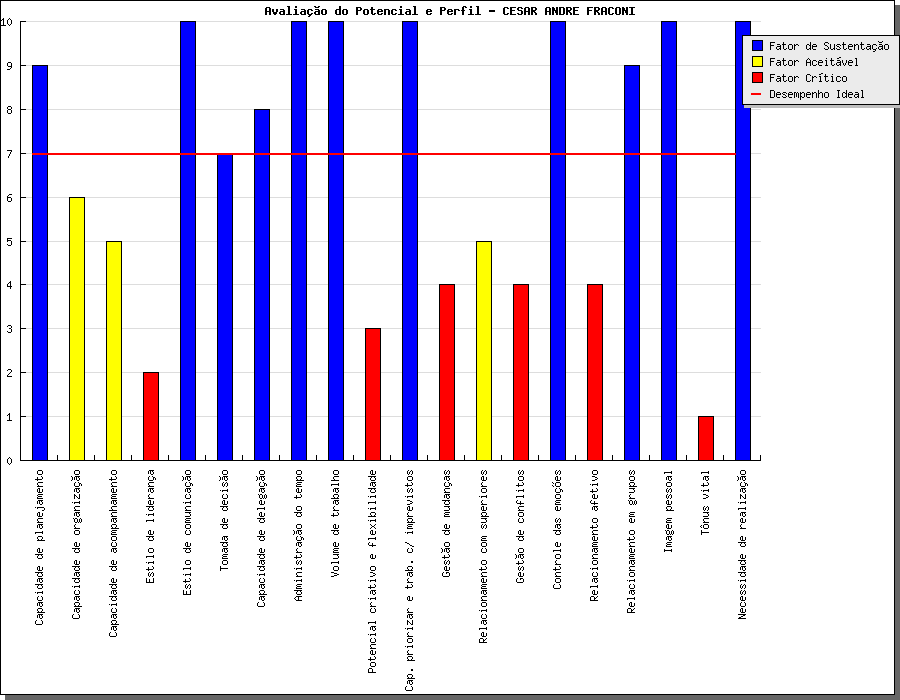 Avaliação do Potencial e Perfil - CESAR ANDRE FRACONI
Fator de Sustentação
Fator Aceitável
Fator Crítico
Desempenho Ideal
10
9
8
7
6
5
4
3
2
1
0
Capacidade de planejamento
Capacidade de organização
Capacidade de acompanhamento
Estilo de liderança
Estilo de comunicação
Tomada de decisão
Capacidade de delegação
Administração do tempo
Volume de trabalho
Potencial criativo e flexibilidade
Cap. priorizar e trab. c/ imprevistos
Gestão de mudanças
Relacionamento com superiores
Gestão de conflitos
Controle das emoções
Relacionamento afetivo
Relacionamento em grupos
Imagem pessoal
Tônus vital
Necessidade de realização